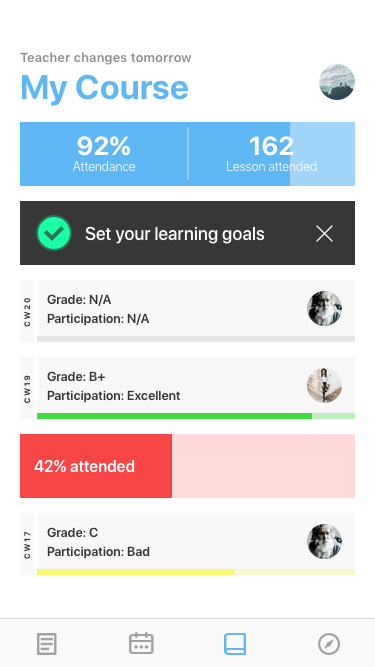 Teacher changes tomorrow
My Course
92%
Attendance
162
Lesson attended
Set your learning goals
CW20
Grade: N/A
Participation: N/A
CW19
Grade: B+
Participation: Excellent
42% attended
CW17
Grade: C
Participation: Bad